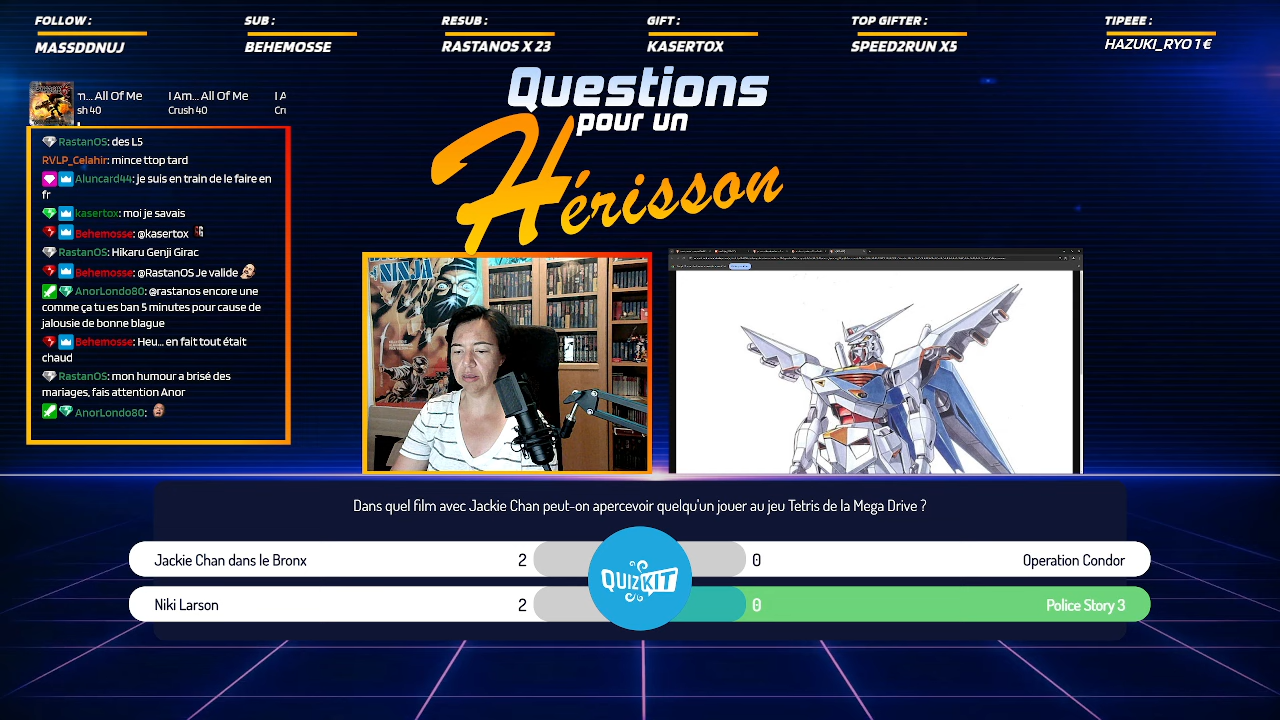 FOLLOW :
MASSDDNUJ
SUB :
BEHEMOSSE
RESUB :
RASTANOS X 23
GIFT :
KASERTOX
TOP GIFTER :
SPEED2RUN X5
TIPEEE :
HAZUKI_RYO 1 €
m... All Of Me
I Am... All Of Me
I A
sh 40
Crush 40
Cr
Questions
pour un
Hérisson
RastanOS: des L5
RVLP_Celahir: mince ttop tard
Aluncard44: je suis en train de le faire en
fr
kasertox: moi je savais
Behemosse: @kasertox
RastanOS: Hikaru Genji Girac
Behemosse: @RastanOS Je valide
AnorLondo80: @rastanos encore une
comme ça tu es ban 5 minutes pour cause de
jalousie de bonne blague
Behemosse: Heu... en fait tout était
chaud
RastanOS: mon humour a brisé des
mariages, fais attention Anor
AnorLondo80:
NINJA
Dans quel film avec Jackie Chan peut-on apercevoir quelqu'un jouer au jeu Tetris de la Mega Drive ?
Jackie Chan dans le Bronx 2
0 Operation Condor
Niki Larson 2
0 Police Story 3
QUIZKIT